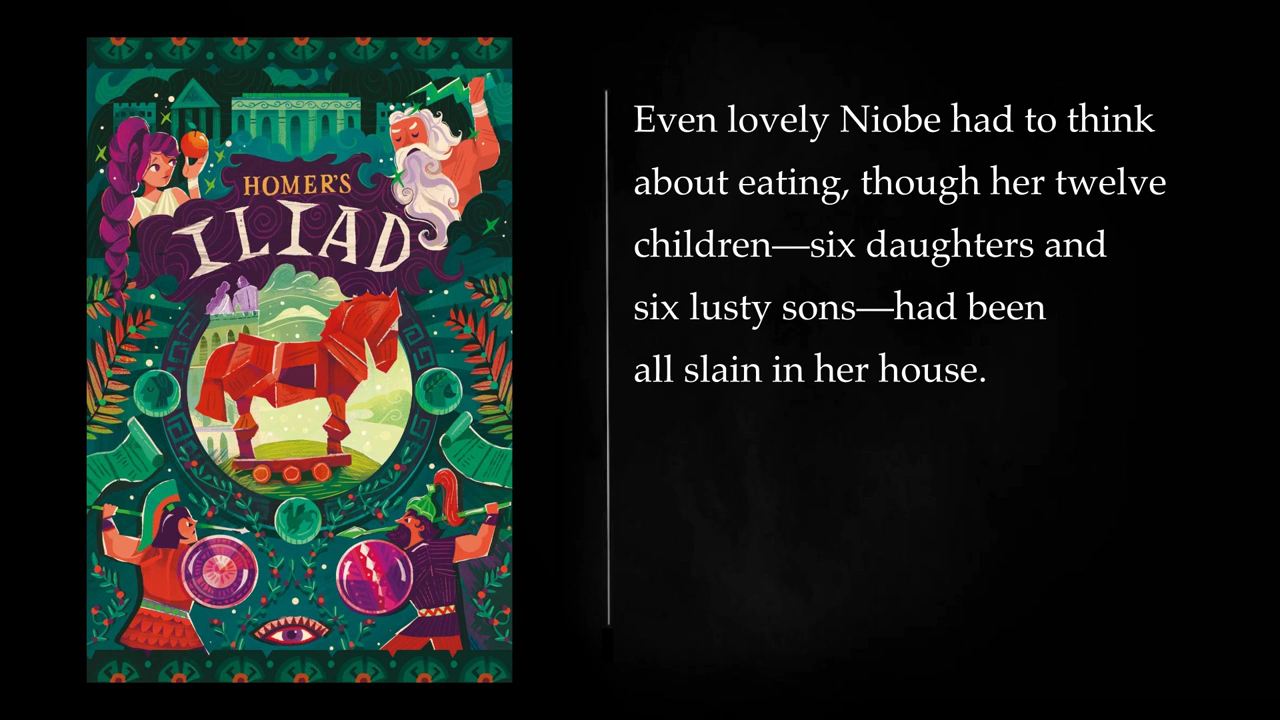 HOMER'S
ILIAD
Even lovely Niobe had to think
about eating, though her twelve
children—six daughters and
six lusty sons—had been
all slain in her house.